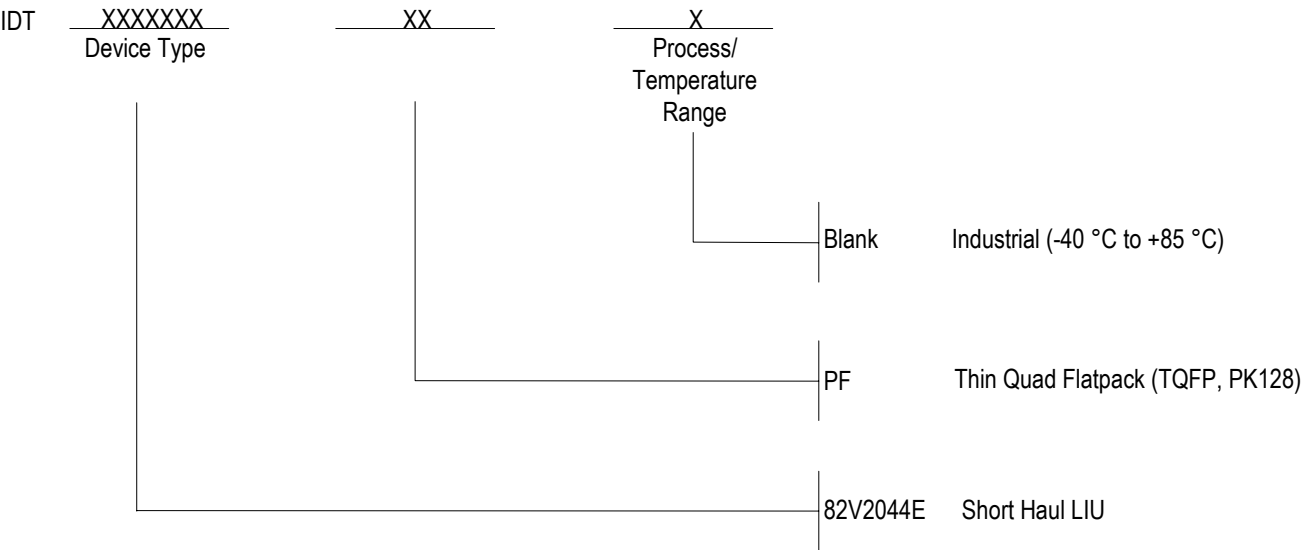 IDT XXXXXXX XX X
Device Type
Process/
Temperature
Range
Blank Industrial (-40 °C to +85 °C)
PF Thin Quad Flatpack (TQFP, PK128)
82V2044E Short Haul LIU